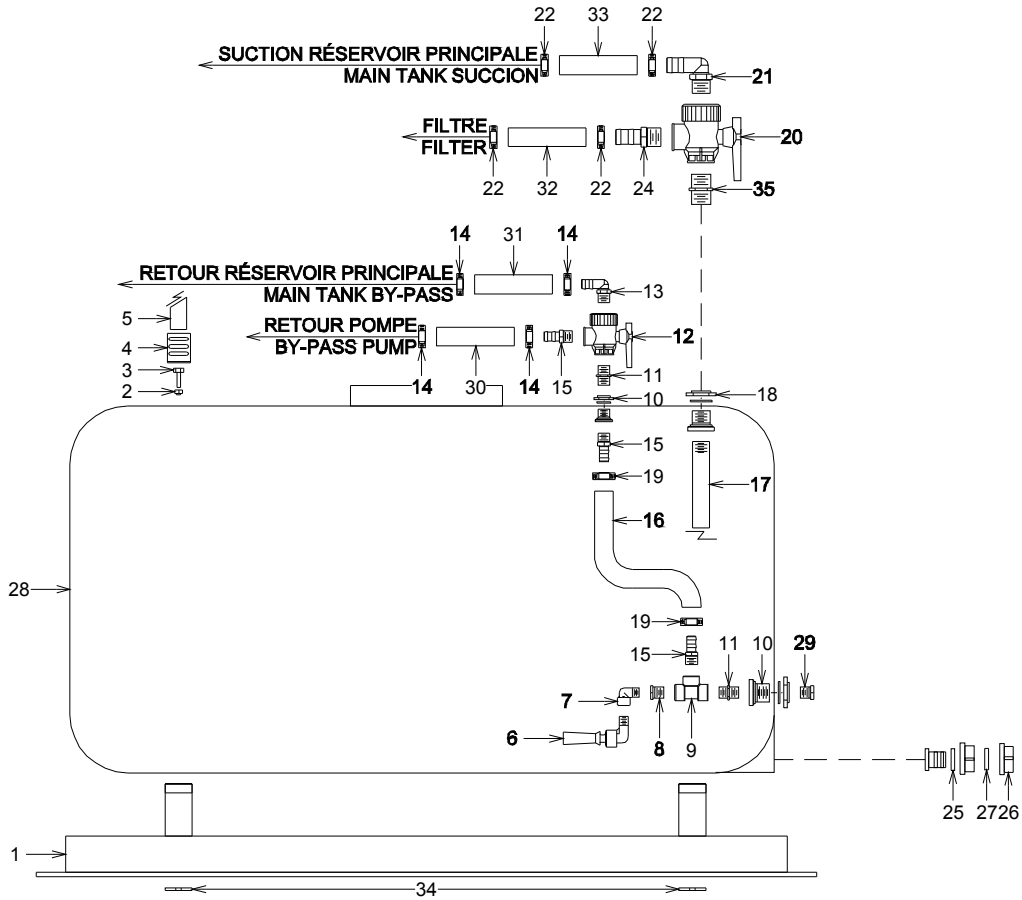 22 33 22
SUCTION RÉSERVOIR PRINCIPALE
MAIN TANK SUCCION
21
FILTRE
FILTER
20
22 32 22 24
35
14 31 14
RETOUR RÉSERVOIR PRINCIPALE
MAIN TANK BY-PASS
13
5
RETOUR POMPE
BY-PASS PUMP
12
4
3
2
14 30 14 15
11
10
18
15
19
17
16
28
19
15
11 10 29
7
6
8 9
25 27 26
1
34